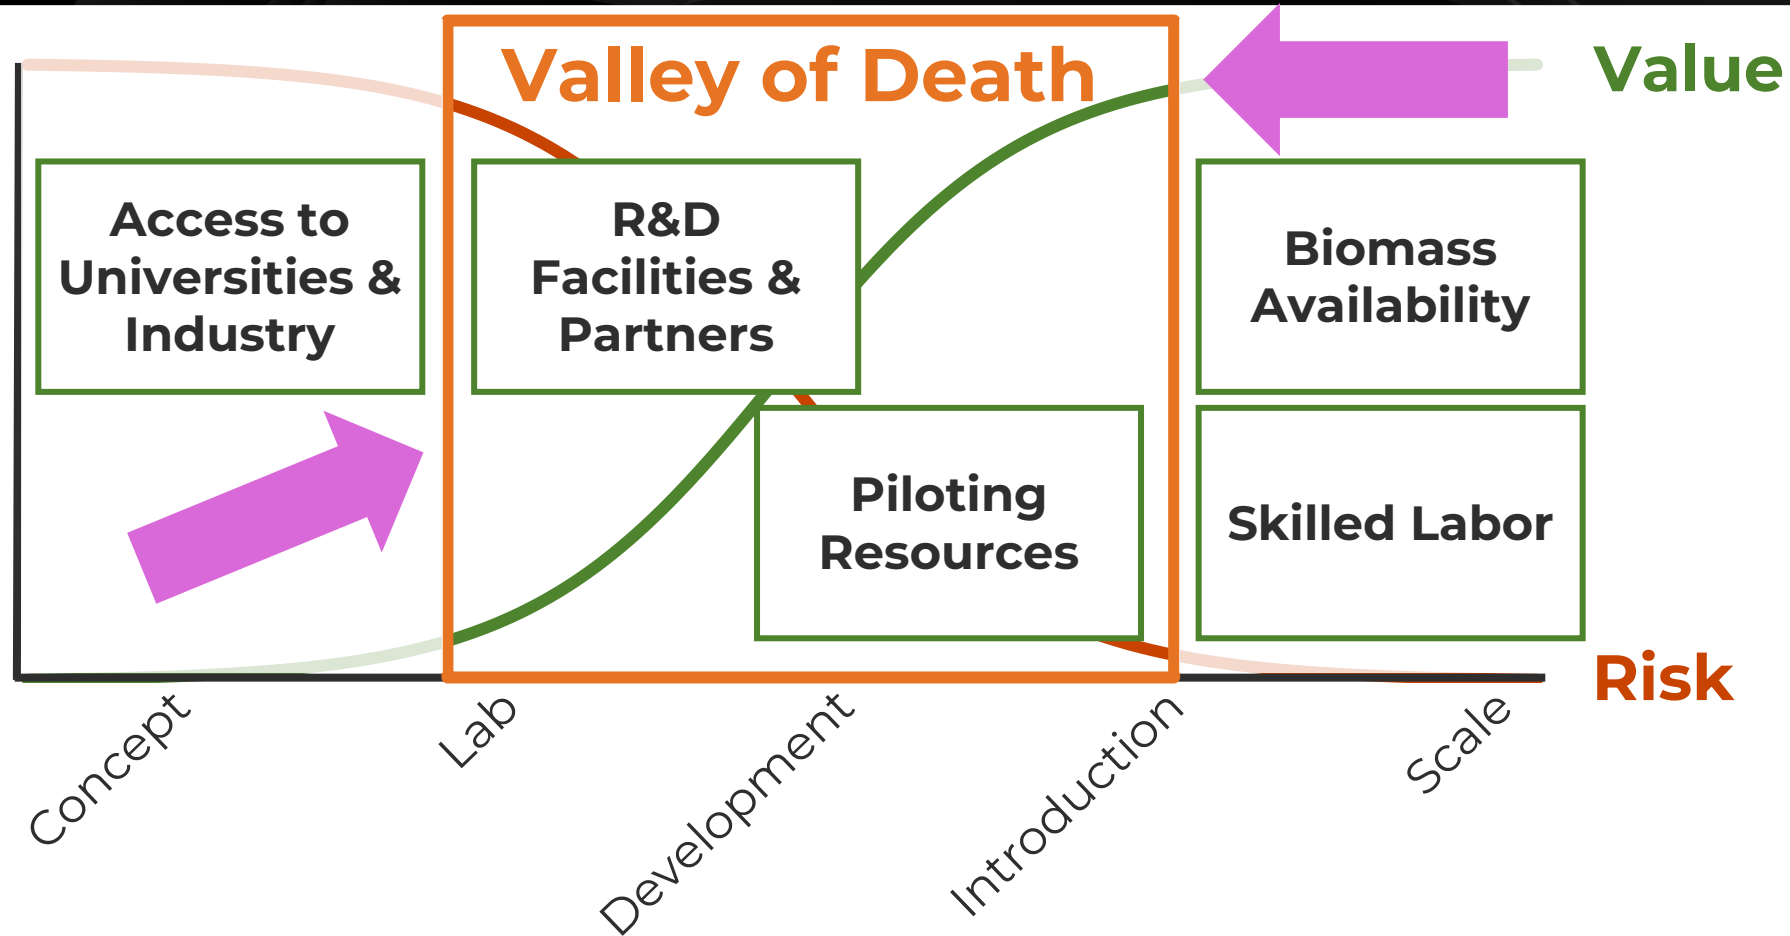 Valley of Death
Value
Access to
Universities &
Industry
R&D
Facilities &
Partners
Biomass
Availability
Piloting
Resources
Skilled Labor
Risk
Concept
Lab
Development
Introduction
Scale